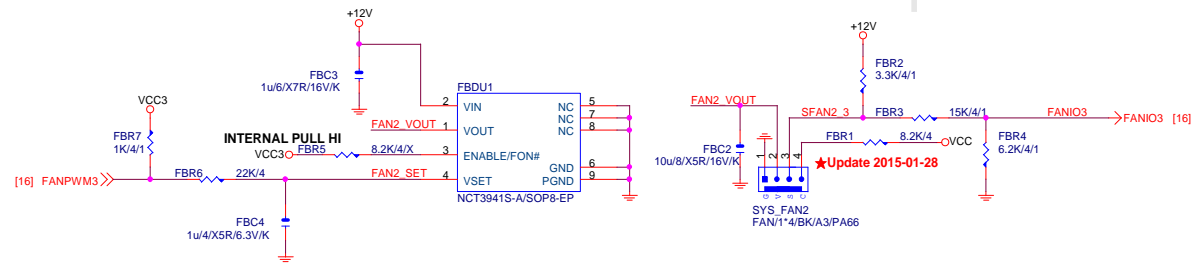 +12V
FBC3
1u/6/X7R/16V/K
VCC3
FBR7
1K/4/1
INTERNAL PULL HI
VCC3
FBR5
8.2K/4/X
[16]
FANPWM3
FBR6
22K/4
FBC4
1u/4/X5R/6.3V/K
FAN2_VOUT
FAN2_SET
FBDU1
2
VIN
1
VOUT
3
ENABLE/FON#
4
VSET
NC
5
NC
7
NC
8
GND
6
PGND
9
NCT3941S-A/SOP8-EP
+12V
FBR2
3.3K/4/1
FAN2_VOUT
SFAN2_3
FBR3
15K/4/1
FANIO3
FANIO3
[16]
FBR1
8.2K/4
VCC
FBR4
6.2K/4/1
FBC2
10u/8/X5R/16V/K
1
2
3
4
★Update 2015-01-28
G
V
S
C
SYS_FAN2
FAN/1*4/BK/A3/PA66